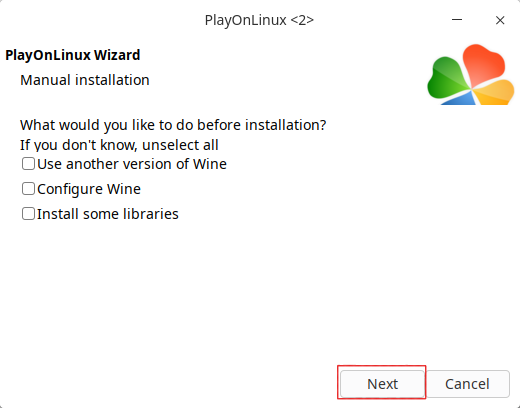 PlayOnLinux <2>
PlayOnLinux Wizard
Manual installation
What would you like to do before installation?
If you don't know, unselect all
Use another version of Wine
Configure Wine
Install some libraries
Next
Cancel